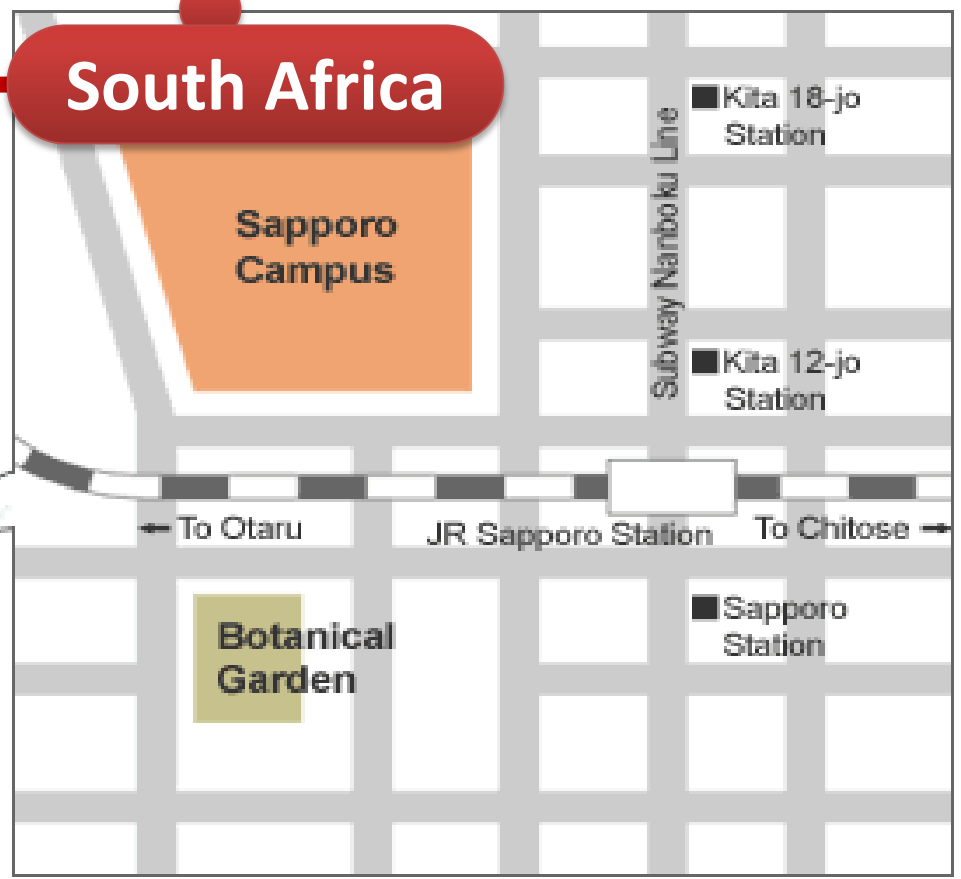 South Africa
Kita 18-jo
Station
Subway Nanboku Line
Sapporo
Campus
Kita 12-jo
Station
To Otaru
JR Sapporo Station
To Chitose
Sapporo
Station
Botanical
Garden